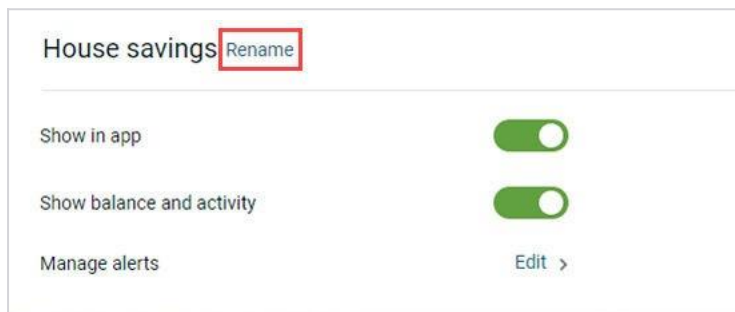 House savings Rename
Show in app
Show balance and activity
Manage alerts Edit >